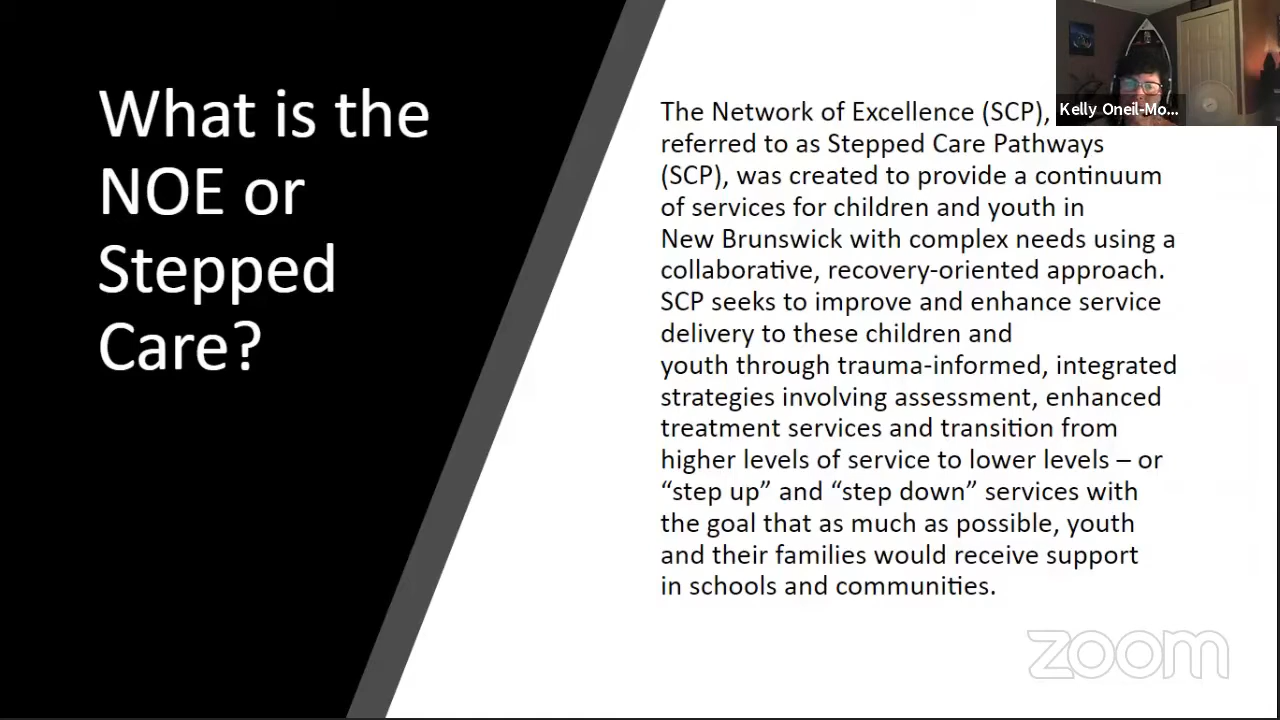 What is the
NOE or
Stepped
Care?
The Network of Excellence (SCP),
referred to as Stepped Care Pathways
(SCP), was created to provide a continuum
of services for children and youth in
New Brunswick with complex needs using a
collaborative, recovery-oriented approach.
SCP seeks to improve and enhance service
delivery to these children and
youth through trauma-informed, integrated
strategies involving assessment, enhanced
treatment services and transition from
higher levels of service to lower levels – or
“step up” and “step down” services with
the goal that as much as possible, youth
and their families would receive support
in schools and communities.
Kelly Oneil-Mo...
zoom